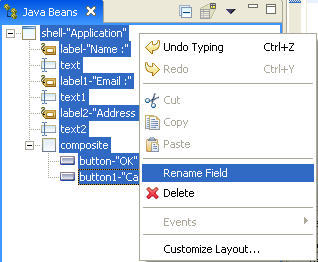 Java Beans
shell-"Application"
label-"Name :"
text
label1-"Email :"
text1
label2-"Address
text2
composite
button-"OK"
button1-"Ca
Undo Typing Ctrl+Z
Redo Ctrl+Y
Cut
Copy
Paste
Rename Field
Delete
Events
Customize Layout...